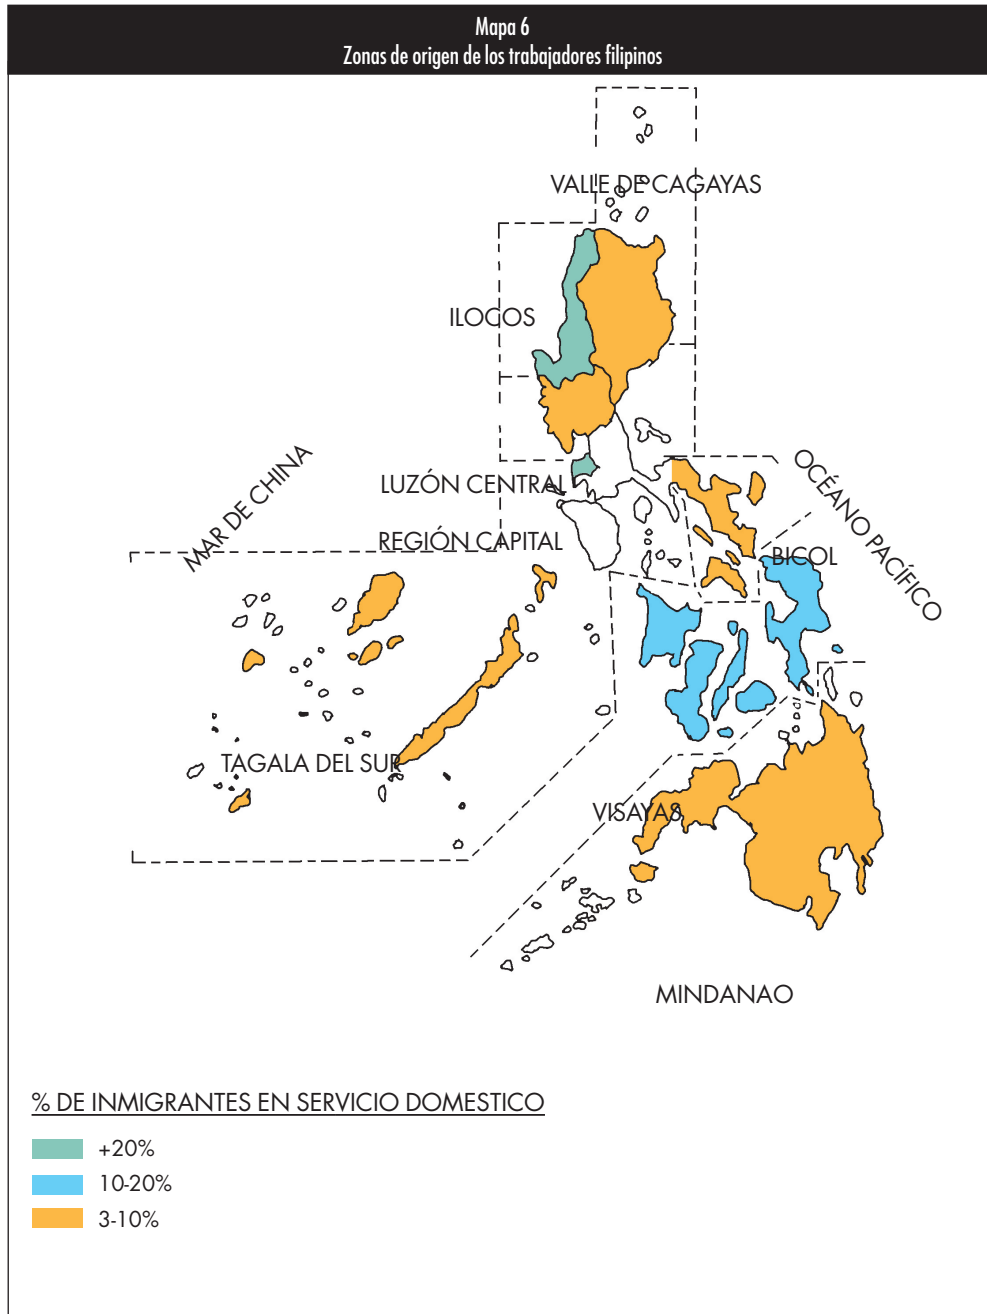 Mapa 6
Zonas de origen de los trabajadores filipinos
VALLE DE CAGAYAS
ILOCOS
MAR DE CHINA
LUZÓN CENTRAL
OCÉANO PACÍFICO
REGIÓN CAPITAL
BICOL
TAGALA DEL SUR
VISAYAS
MINDANAO
% DE INMIGRANTES EN SERVICIO DOMESTICO
+20%
10-20%
3-10%